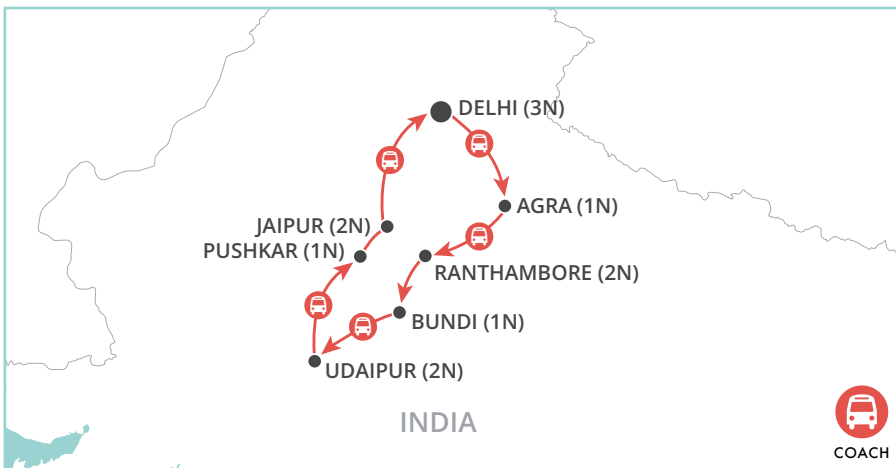 DELHI (3N)
AGRA (1N)
JAIPUR (2N)
PUSHKAR (1N)
RANTHAMBORE (2N)
BUNDI (1N)
UDAIPUR (2N)
INDIA
COACH